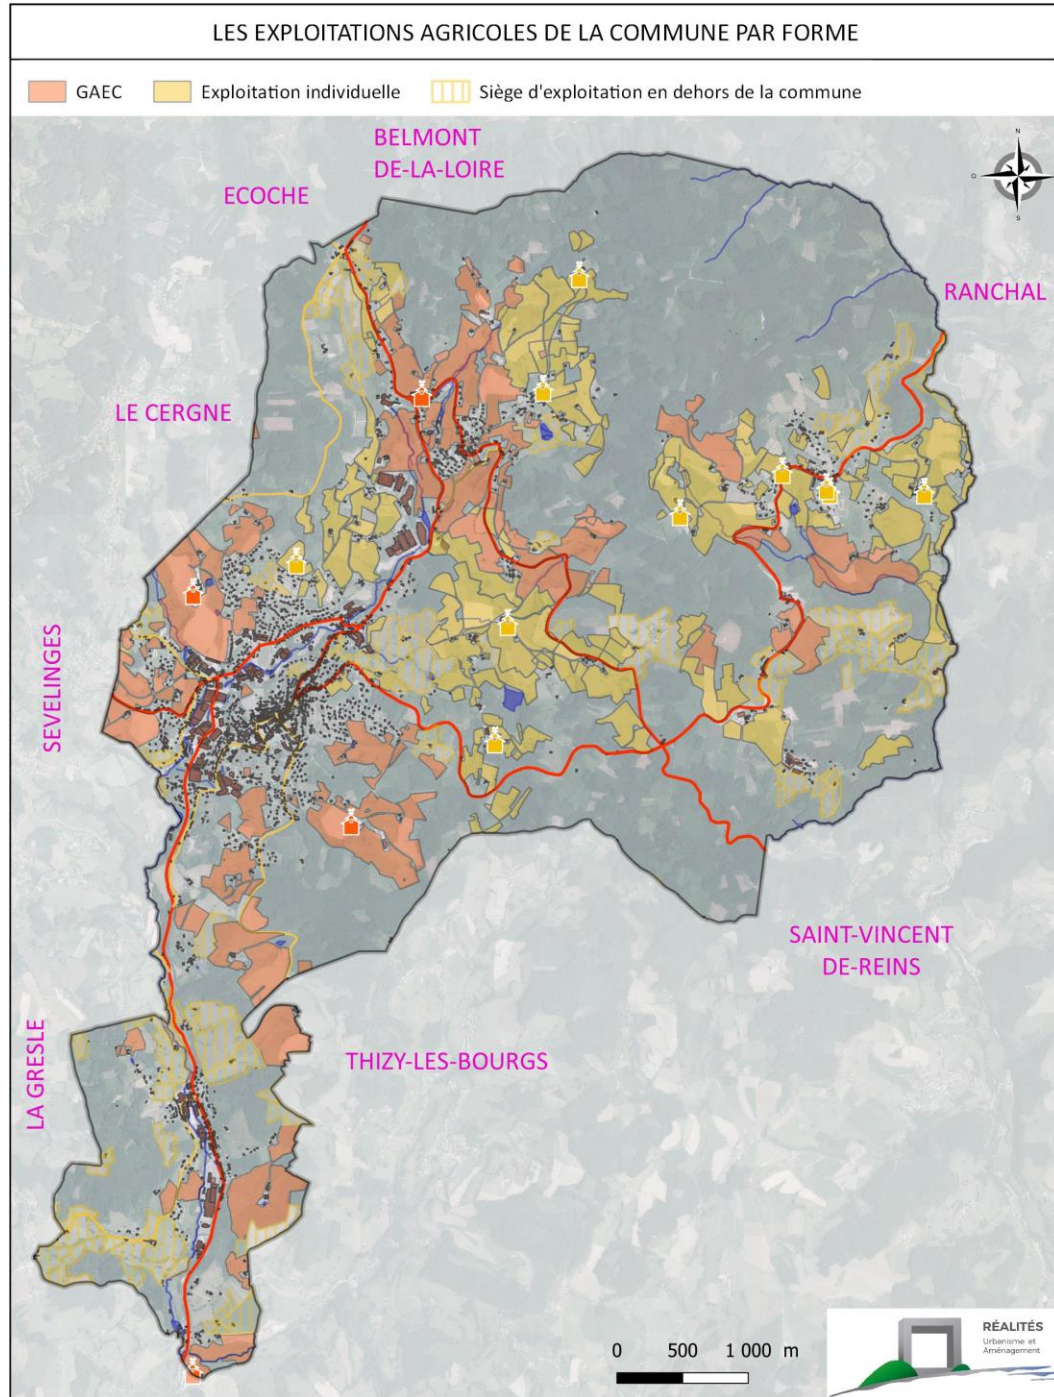 LES EXPLOITATIONS AGRICOLES DE LA COMMUNE PAR FORME
GAEC
Exploitation individuelle
Siège d'exploitation en dehors de la commune
BELMONT
DE-LA-LOIRE
N
O
S
ECOCHE
RANCHAL
LE CERGNE
SEVELINGES
SAINT-VINCENT
DE-REINS
LA GRESLE
THIZY-LES-BOURGS
0 500 1 000 m
RÉALITÉS
Urbanisme et
Aménagement